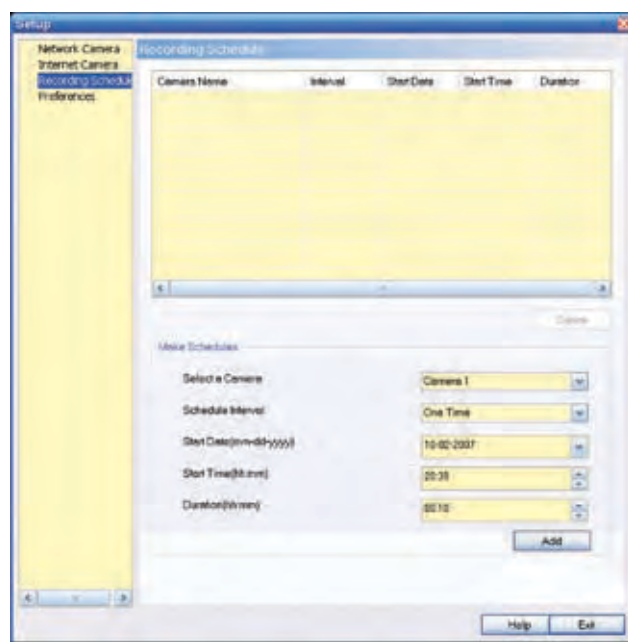 Setup
Network Camera
Internet Camera
Recording Schedule
Preferences
Recording Schedule
Camera Name Interval Start Date Start Time Duration
Delete
Make Schedules
Select a Camera Camera 1
Schedule Interval One Time
Start Date(mm-dd-yyyy) 10-02-2007
Start Time(hh:mm) 20:35
Duration(hh:mm) 00:10
Add
Help Exit